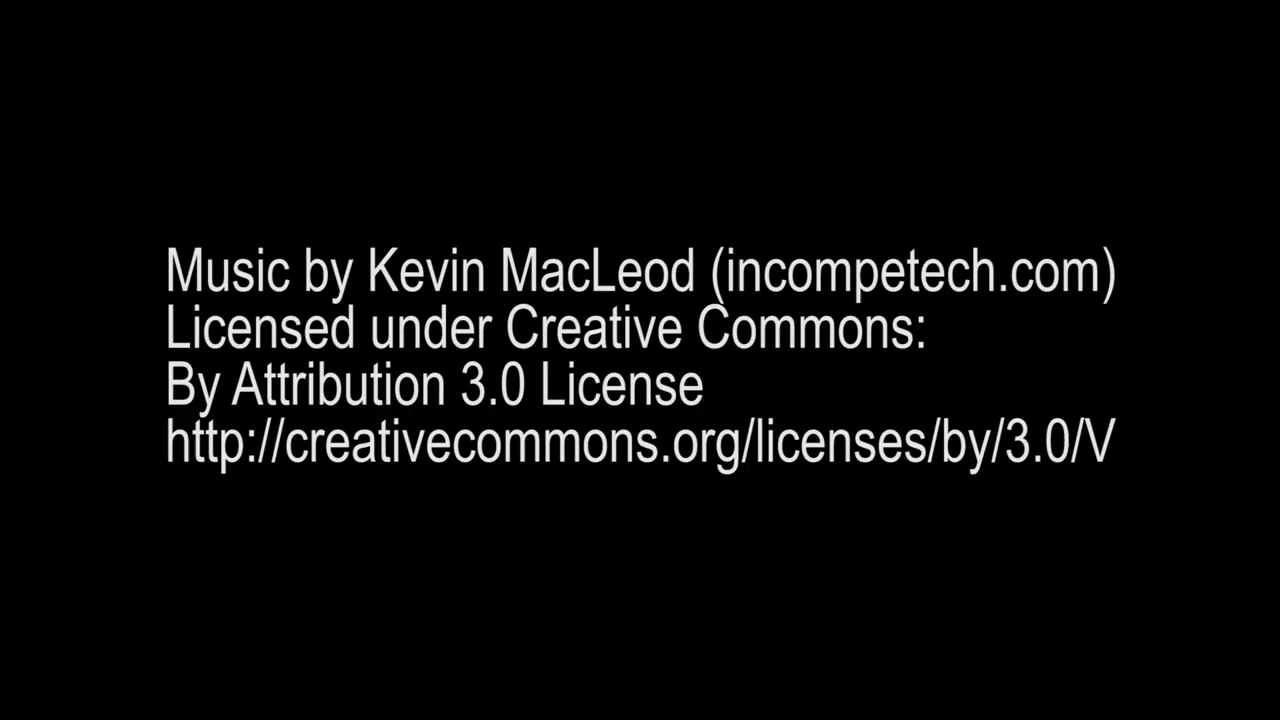 Music by Kevin MacLeod (incompetech.com)
Licensed under Creative Commons:
By Attribution 3.0 License
http://creativecommons.org/licenses/by/3.0/V